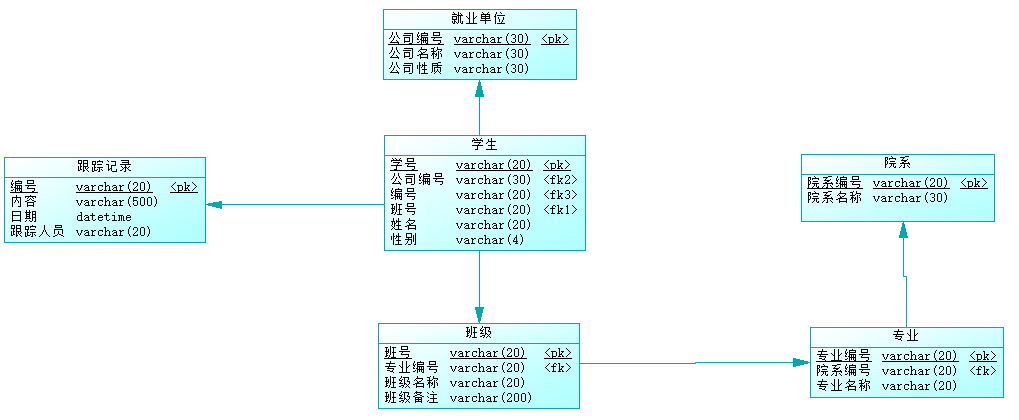 就业单位
公司编号 varchar(30) <pk>
公司名称 varchar(30)
公司性质 varchar(30)
学生
学号 varchar(20) <pk>
公司编号 varchar(30) <fk2>
编号 varchar(20) <fk3>
班号 varchar(20) <fk1>
姓名 varchar(20)
性别 varchar(4)
跟踪记录
编号 varchar(20) <pk>
内容 varchar(500)
日期 datetime
跟踪人员 varchar(20)
院系
院系编号 varchar(20) <pk>
院系名称 varchar(30)
班级
班号 varchar(20) <pk>
专业编号 varchar(20) <fk>
班级名称 varchar(20)
班级备注 varchar(200)
专业
专业编号 varchar(20) <pk>
院系编号 varchar(20) <fk>
专业名称 varchar(20)